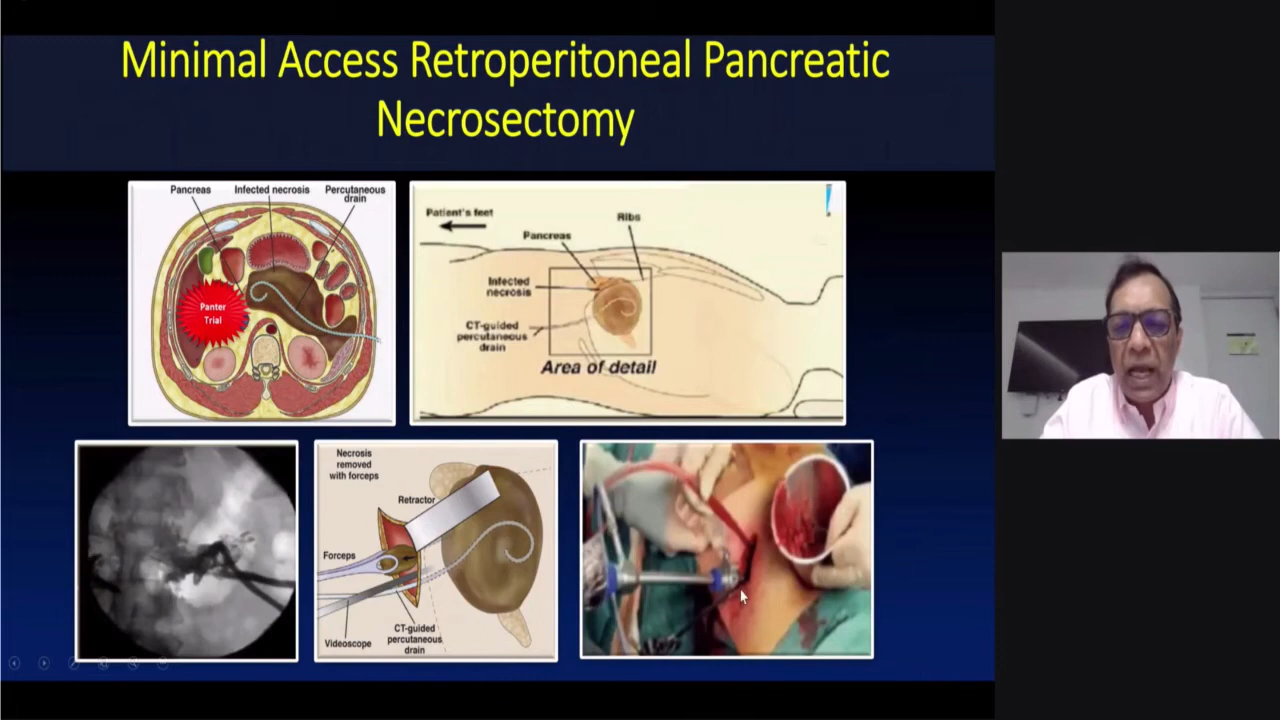 Minimal Access Retroperitoneal Pancreatic
Necrosectomy
Pancreas
Infected necrosis
Percutaneous
drain
Panter
Trial
Patient's feet
Ribs
Pancreas
Infected
necrosis
CT-guided
percutaneous
drain
Area of detail
Necrosis
removed
with forceps
Retractor
Forceps
Videoscope
CT-guided
percutaneous
drain